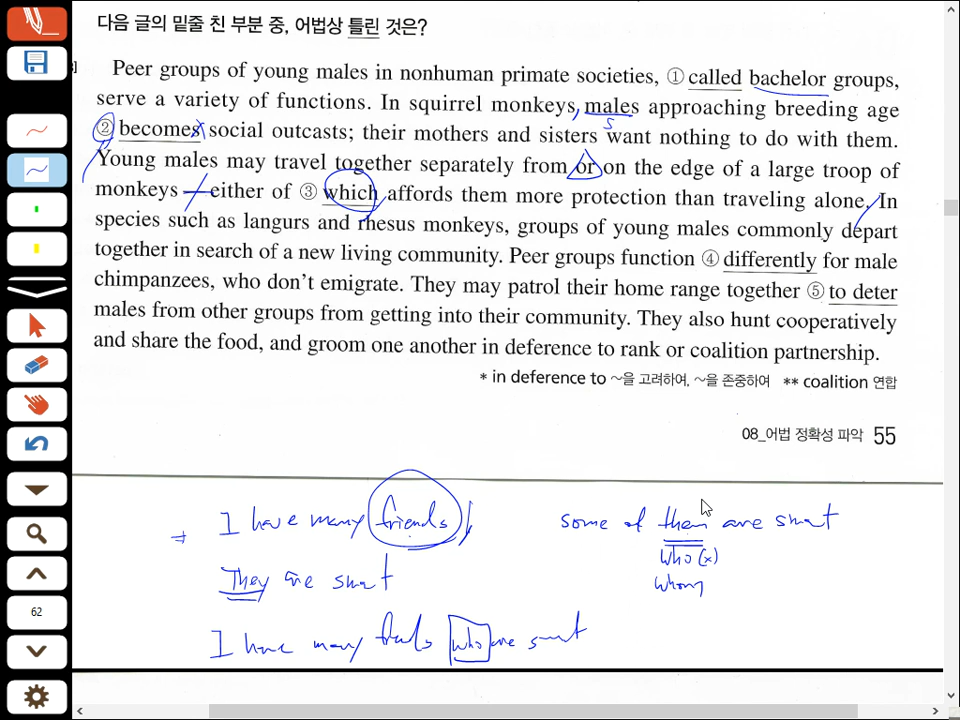 다음 글의 밑줄 친 부분 중, 어법상 틀린 것은?
Peer groups of young males in nonhuman primate societies, ① called bachelor groups,
serve a variety of functions. In squirrel monkeys, males approaching breeding age
② becomes social outcasts; their mothers and sisters want nothing to do with them.
Young males may travel together separately from or on the edge of a large troop of
monkeys — either of ③ which affords them more protection than traveling alone. In
species such as langurs and rhesus monkeys, groups of young males commonly depart
together in search of a new living community. Peer groups function ④ differently for male
chimpanzees, who don't emigrate. They may patrol their home range together ⑤ to deter
males from other groups from getting into their community. They also hunt cooperatively
and share the food, and groom one another in deference to rank or coalition partnership.
* in deference to ~을 고려하여, ~을 존중하여 ** coalition 연합
08_어법 정확성 파악 55
⇒ I have many friends, some of them are smart
who (x)
They are smart whom
I have many friends who are smart
62